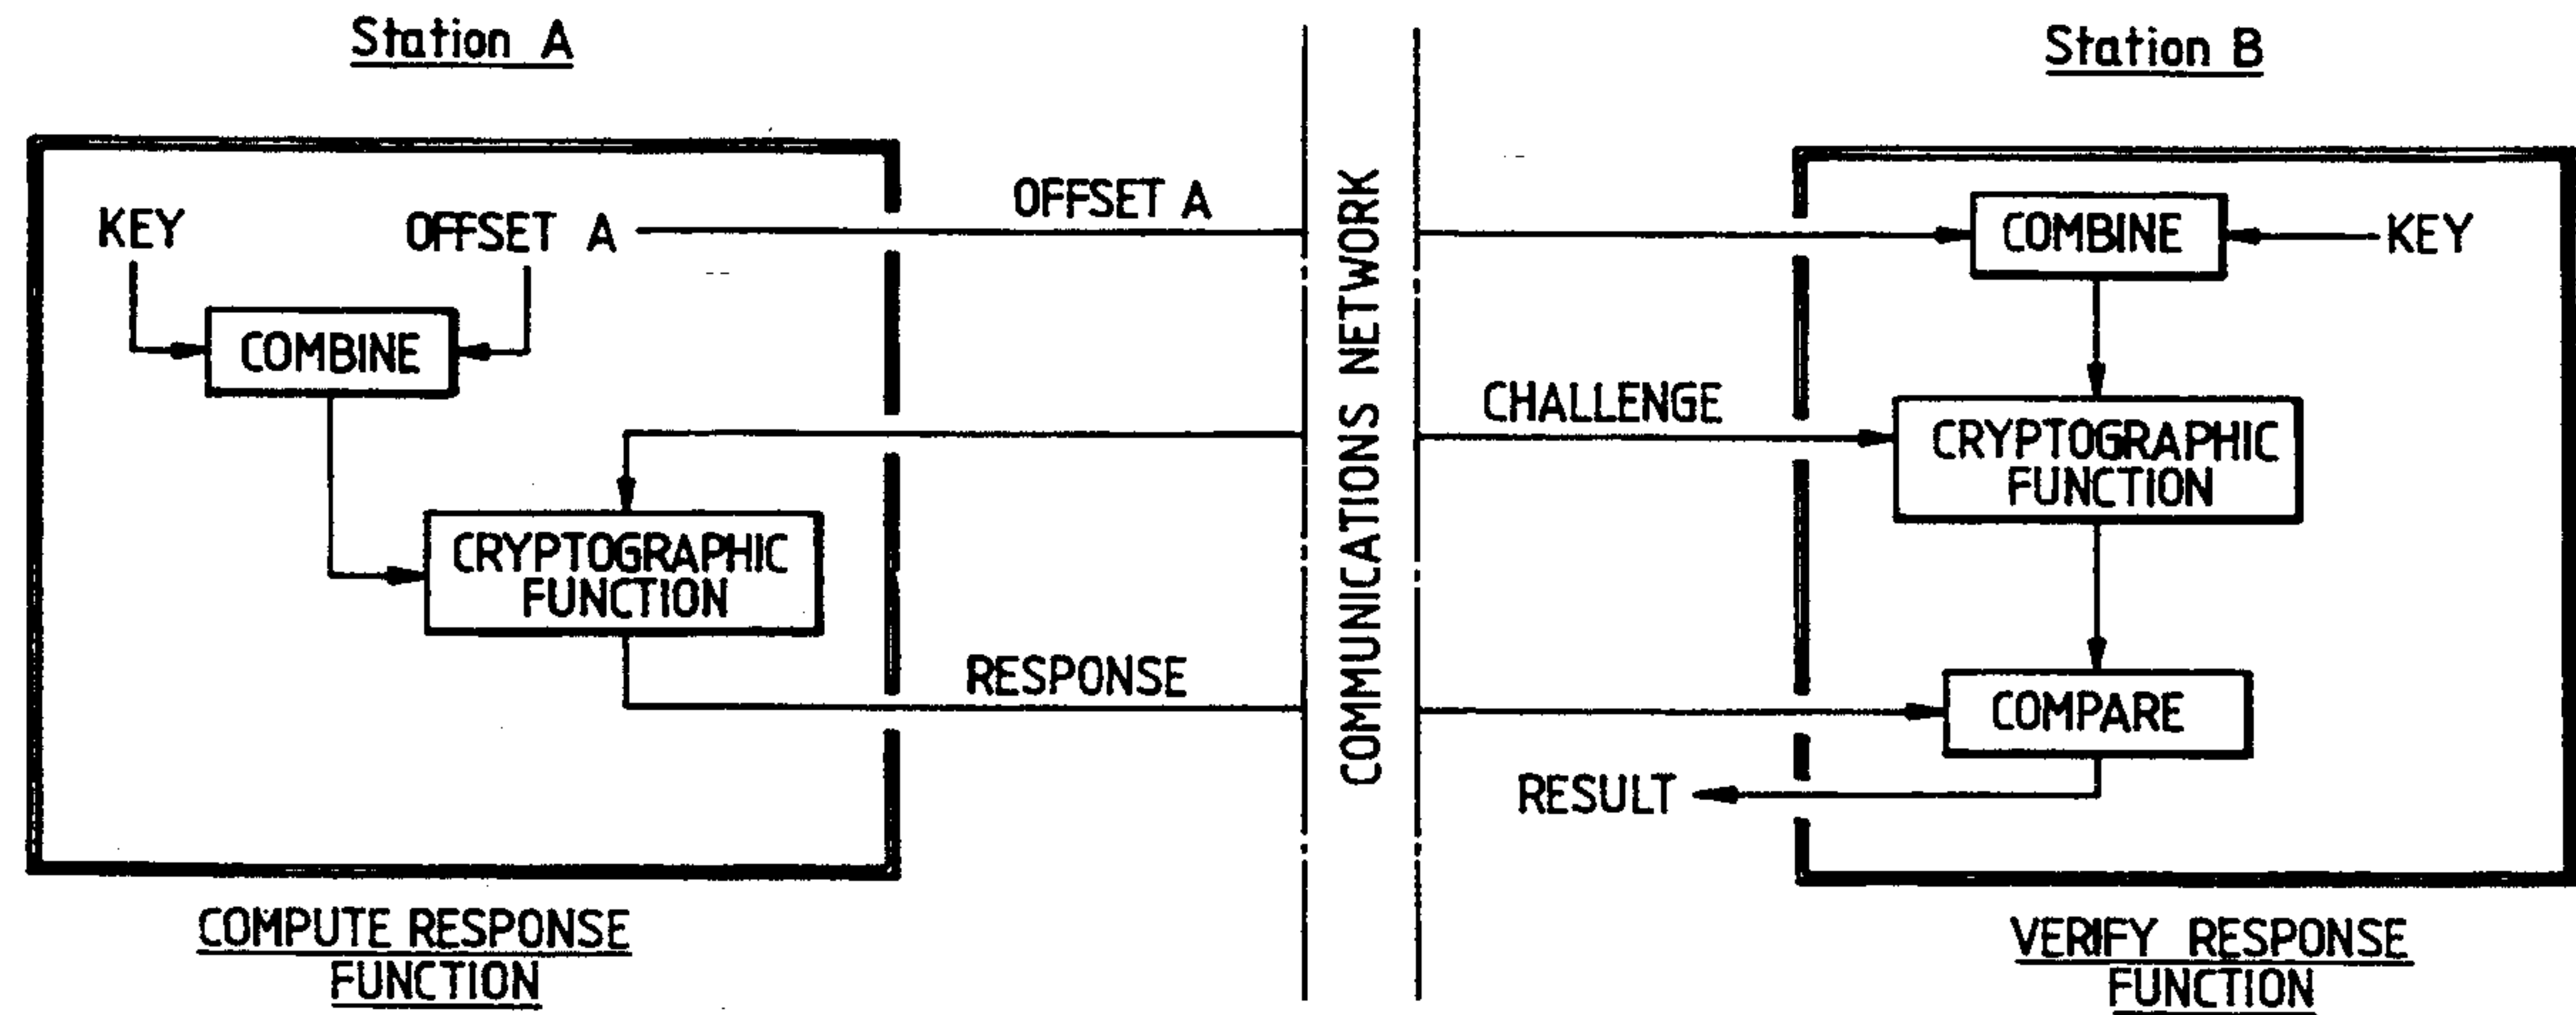 Station A
Station B
KEY
OFFSET A
OFFSET A
COMBINE
CRYPTOGRAPHIC
FUNCTION
RESPONSE
COMPUTE RESPONSE
FUNCTION
COMMUNICATIONS NETWORK
COMBINE
KEY
CHALLENGE
CRYPTOGRAPHIC
FUNCTION
COMPARE
RESULT
VERIFY RESPONSE
FUNCTION